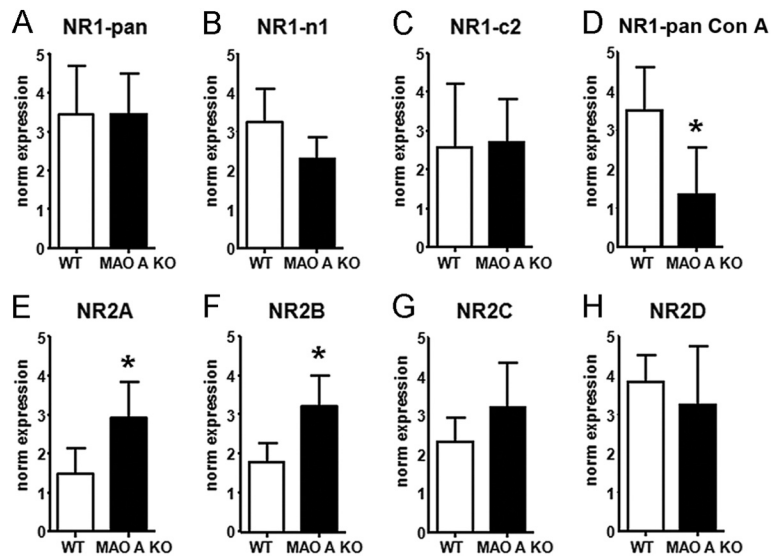 A NR1-pan
norm expression
5
4
3
2
1
0
WT MAO A KO
B NR1-n1
norm expression
5
4
3
2
1
0
WT MAO A KO
C NR1-c2
norm expression
5
4
3
2
1
0
WT MAO A KO
D NR1-pan Con A
norm expression
5
4
3
2
1
0
*
WT MAO A KO
E NR2A
norm expression
5
4
3
2
1
0
*
WT MAO A KO
F NR2B
norm expression
5
4
3
2
1
0
*
WT MAO A KO
G NR2C
norm expression
5
4
3
2
1
0
WT MAO A KO
H NR2D
norm expression
5
4
3
2
1
0
WT MAO A KO